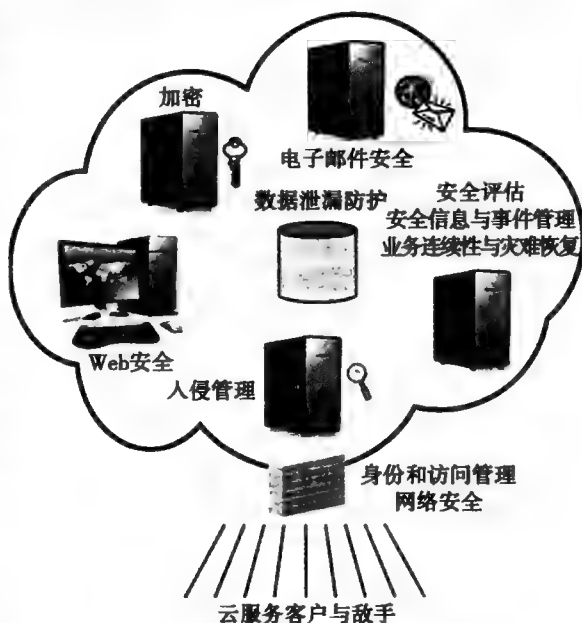 加密
电子邮件安全
数据泄漏防护
安全评估
安全信息与事件管理
业务连续性与灾难恢复
Web安全
人侵管理
身份和访问管理
网络安全
云服务客户与敌手